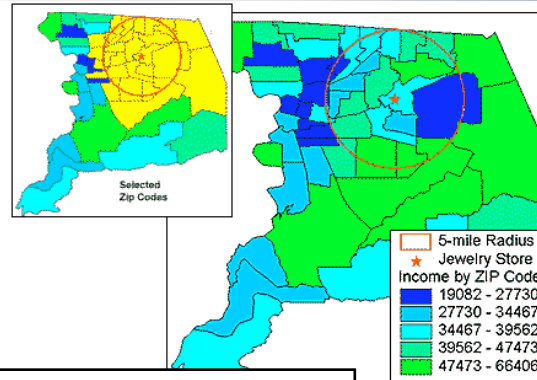 Selected
Zip Codes
5-mile Radius
Jewelry Store
Income by ZIP Code
19082 - 27730
27730 - 34467
34467 - 39562
39562 - 47473
47473 - 66406